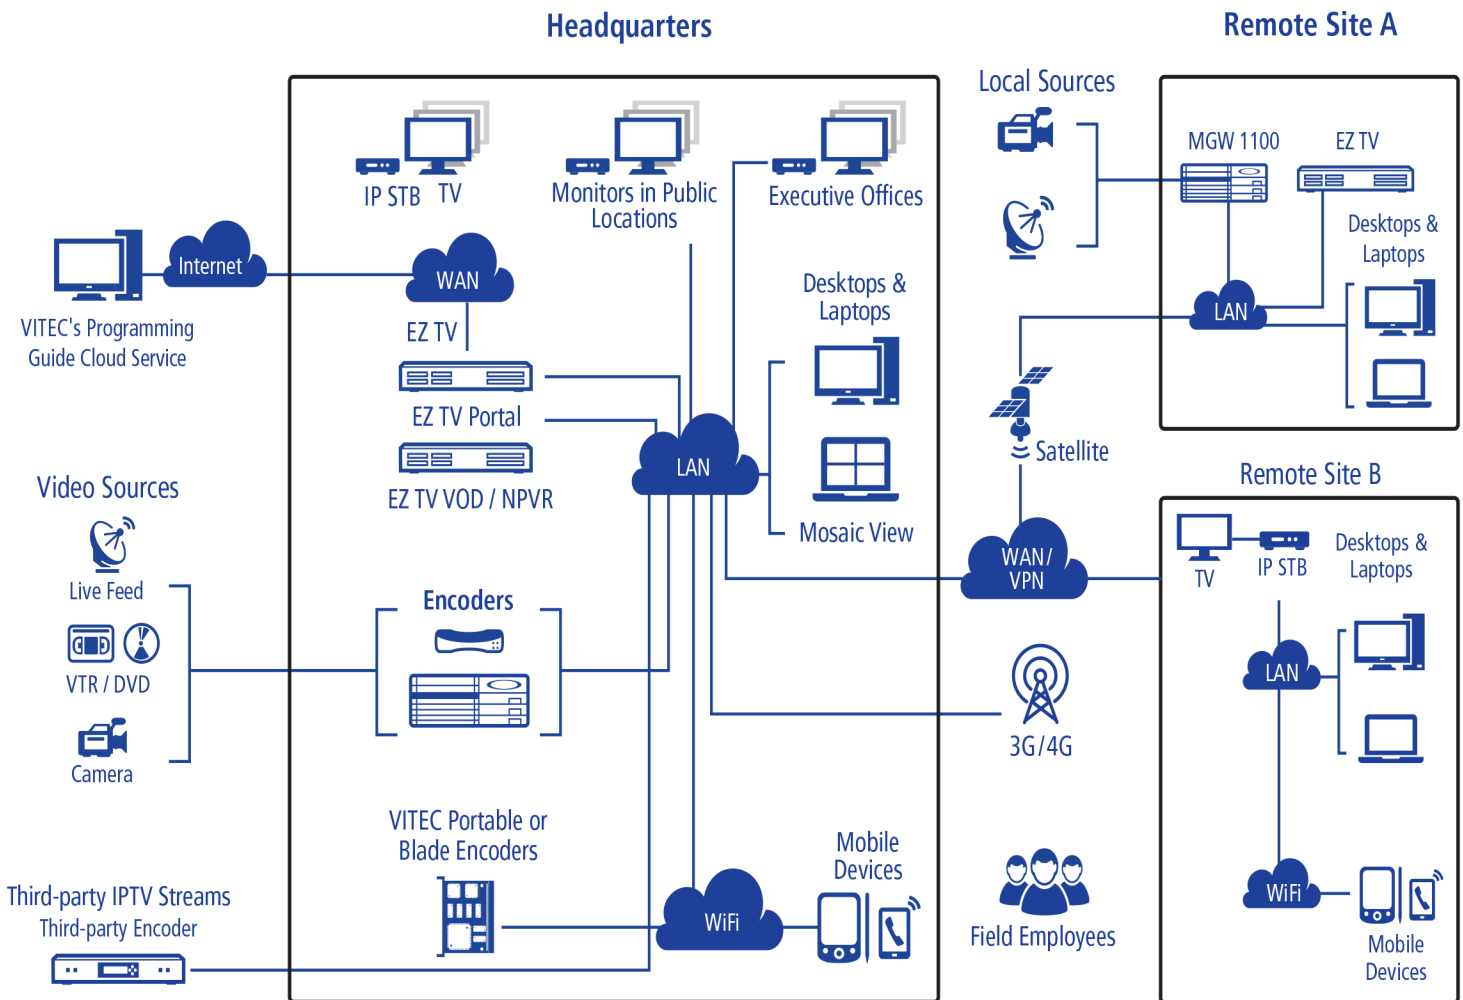 Headquarters
Remote Site A
Local Sources
MGW 1100
EZ TV
IP STB
TV
Monitors in Public
Locations
Executive Offices
Desktops &
Laptops
Internet
WAN
VITEC's Programming
Guide Cloud Service
EZ TV
Desktops &
Laptops
LAN
EZ TV Portal
LAN
Satellite
EZ TV VOD / NPVR
Mosaic View
Remote Site B
Video Sources
Live Feed
VTR / DVD
Camera
Encoders
WAN/
VPN
TV
IP STB
Desktops &
Laptops
LAN
3G/4G
VITEC Portable or
Blade Encoders
Mobile
Devices
WiFi
Third-party IPTV Streams
Third-party Encoder
Field Employees
WiFi
Mobile
Devices